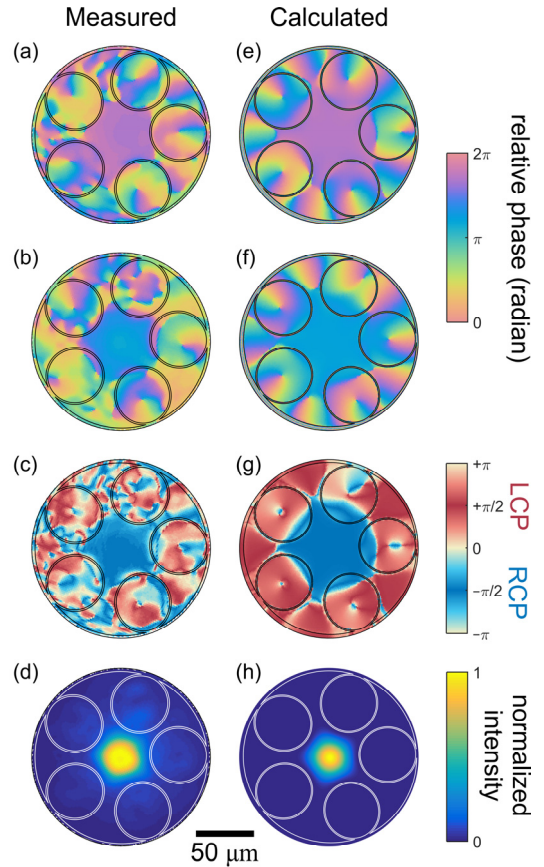 Measured Calculated
(a) (e)
2π
π
0
relative phase (radian)
(b) (f)
(c) (g)
+π
+π/2
0
−π/2
−π
LCP
RCP
(d) (h)
1
0
normalized
intensity
50 μm